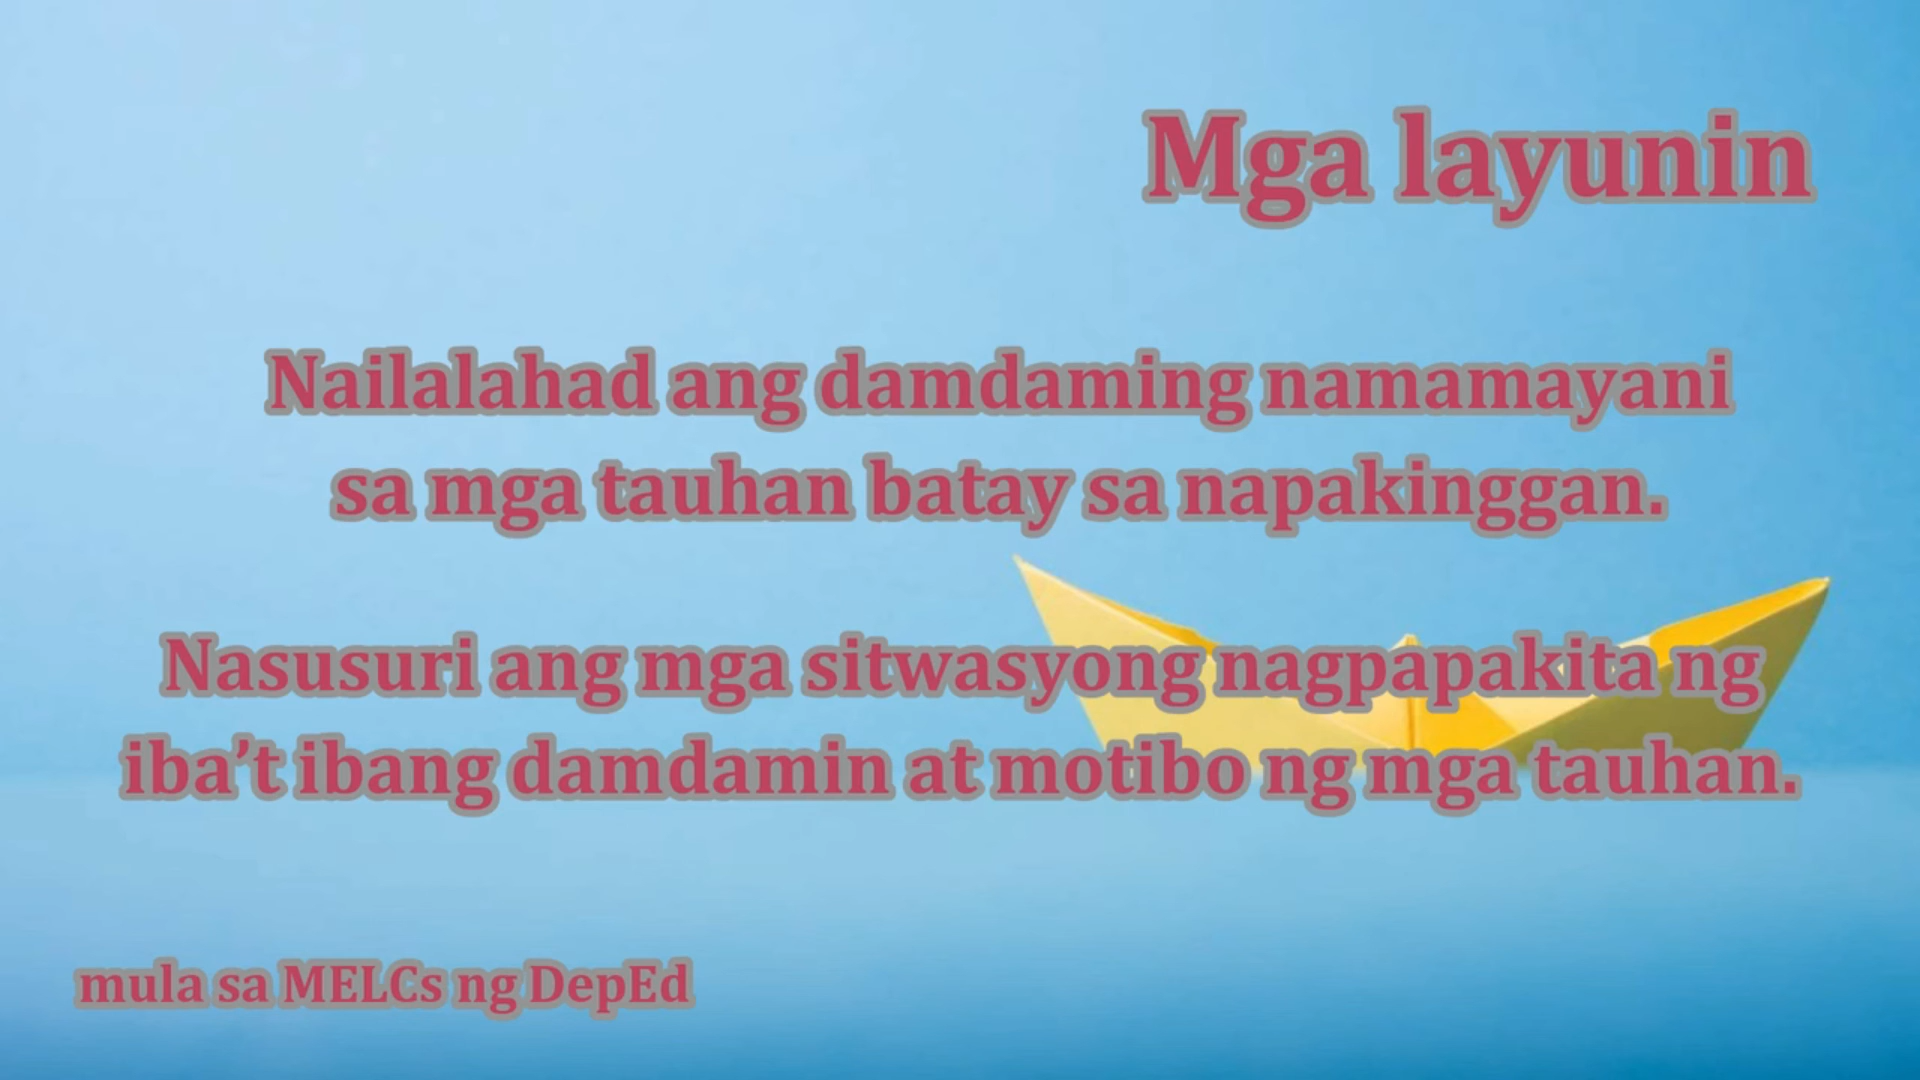 Mga layunin
Nailalahad ang damdaming namamayani
sa mga tauhan batay sa napakinggan.
Nasusuri ang mga sitwasyong nagpapakita ng
iba’t ibang damdamin at motibo ng mga tauhan.
mula sa MELCs ng DepEd